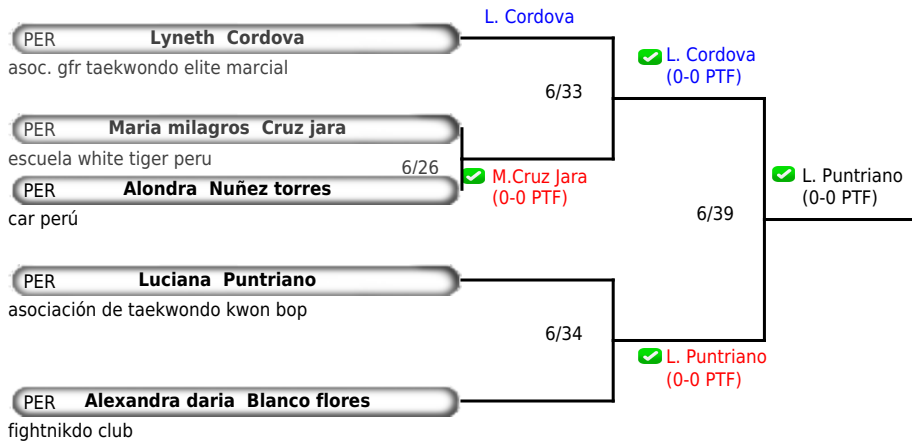 L. Cordova
PER Lyneth Cordova
asoc. gfr taekwondo elite marcial
L. Cordova
(0-0 PTF)
6/33
PER Maria milagros Cruz jara
escuela white tiger peru
6/26
PER Alondra Nuñez torres
car perú
M.Cruz Jara
(0-0 PTF)
L. Puntriano
(0-0 PTF)
6/39
PER Luciana Puntriano
asociación de taekwondo kwon bop
6/34
L. Puntriano
(0-0 PTF)
PER Alexandra daria Blanco flores
fightnikdo club